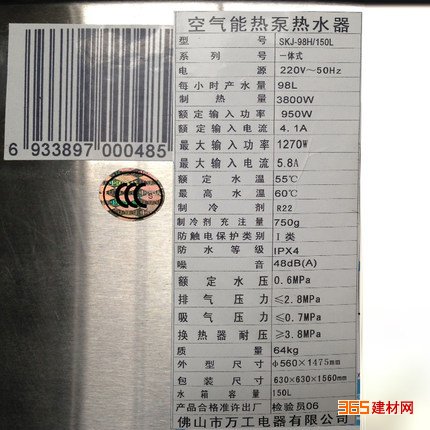 空气能热泵热水器
型号 SKJ-98H/150L
系列号 一体式
电源 220V～50Hz
每小时产水量 98L
制热量 3800W
额定输入功率 950W
额定输入电流 4.1A
最大输入功率 1270W
最大输入电流 5.8A
额定水温 55℃
最高水温 60℃
制冷剂 R22
制冷剂充注量 750g
防触电保护类别 I类
防水等级 IPX4
噪音 48dB(A)
额定水压 0.6MPa
排气压力 ≤2.8MPa
吸气压力 ≤0.7MPa
换热器耐压 ≥3.8MPa
质量 64kg
外型尺寸 φ560×1475mm
包装尺寸 630×630×1560mm
水箱容量 150L
产品合格准许出厂 检验员06
佛山市万工电器有限公司
6 933897 000485
CCC
365建材网